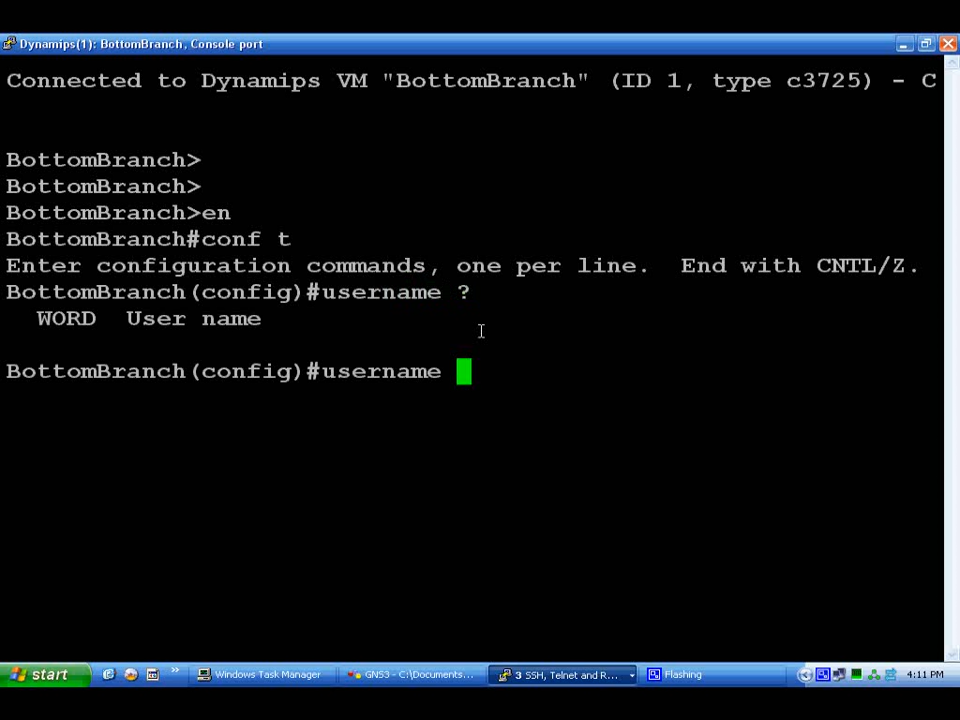 Dynamips(1): BottomBranch, Console port
Connected to Dynamips VM "BottomBranch" (ID 1, type c3725) - C
BottomBranch>
BottomBranch>
BottomBranch>en
BottomBranch#conf t
Enter configuration commands, one per line.  End with CNTL/Z.
BottomBranch(config)#username ?
  WORD  User name
BottomBranch(config)#username
start » Windows Task Manager GNS3 - C:\Documents... 3 SSH, Telnet and R... Flashing 4:11 PM